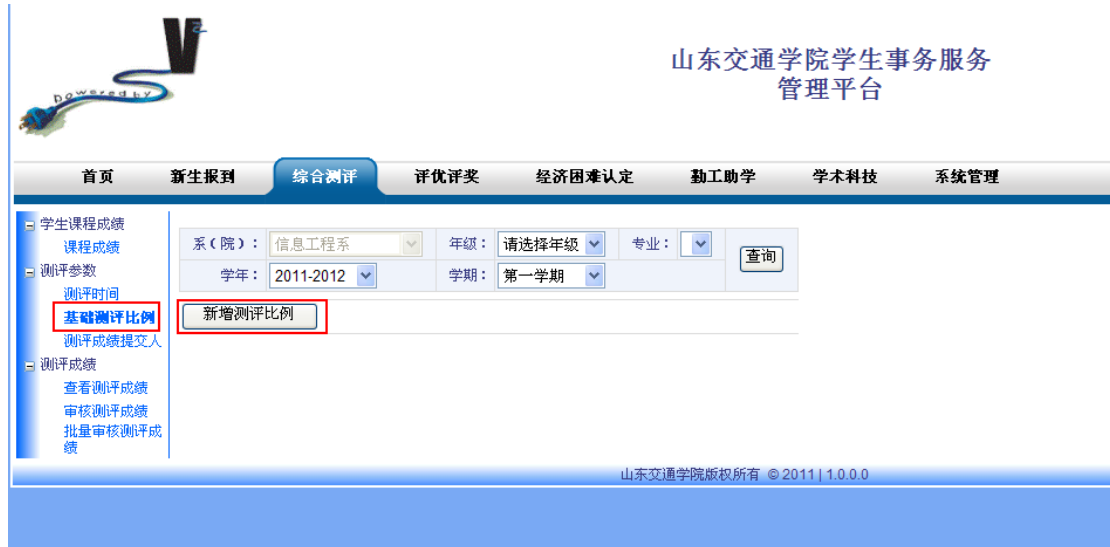 V2
powered by
山东交通学院学生事务服务
管理平台
首页 新生报到 综合测评 评优评奖 经济困难认定 勤工助学 学术科技 系统管理
学生课程成绩
课程成绩
测评参数
测评时间
基础测评比例
测评成绩提交人
测评成绩
查看测评成绩
审核测评成绩
批量审核测评成
绩
系(院): 信息工程系 年级: 请选择年级 专业: 查询
学年: 2011-2012 学期: 第一学期
新增测评比例
山东交通学院版权所有 ©2011 | 1.0.0.0